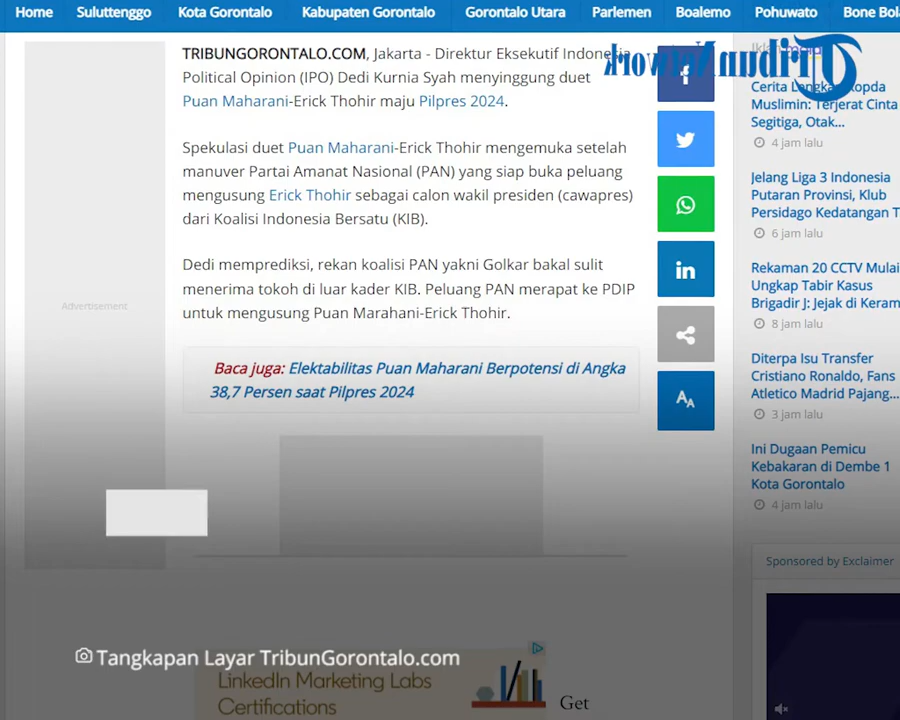 Home Suluttenggo Kota Gorontalo Kabupaten Gorontalo Gorontalo Utara Parlemen Boalemo Pohuwato Bone Bol
TRIBUNGORONTALO.COM, Jakarta - Direktur Eksekutif Indonesia
Political Opinion (IPO) Dedi Kurnia Syah menyinggung duet
Puan Maharani-Erick Thohir maju Pilpres 2024.
Spekulasi duet Puan Maharani-Erick Thohir mengemuka setelah
manuver Partai Amanat Nasional (PAN) yang siap buka peluang
mengusung Erick Thohir sebagai calon wakil presiden (cawapres)
dari Koalisi Indonesia Bersatu (KIB).
Dedi memprediksi, rekan koalisi PAN yakni Golkar bakal sulit
menerima tokoh di luar kader KIB. Peluang PAN merapat ke PDIP
untuk mengusung Puan Marahani-Erick Thohir.
Baca juga: Elektabilitas Puan Maharani Berpotensi di Angka
38,7 Persen saat Pilpres 2024
Advertisement
Tribun Network
Cerita Lengkap Kopda
Muslimin: Terjerat Cinta
Segitiga, Otak...
4 jam lalu
Jelang Liga 3 Indonesia
Putaran Provinsi, Klub
Persidago Kedatangan T
6 jam lalu
Rekaman 20 CCTV Mulai
Ungkap Tabir Kasus
Brigadir J: Jejak di Keram
8 jam lalu
Diterpa Isu Transfer
Cristiano Ronaldo, Fans
Atletico Madrid Pajang...
3 jam lalu
Ini Dugaan Pemicu
Kebakaran di Dembe 1
Kota Gorontalo
4 jam lalu
Sponsored by Exclaimer
Tangkapan Layar TribunGorontalo.com
LinkedIn Marketing Labs
Certifications
Get